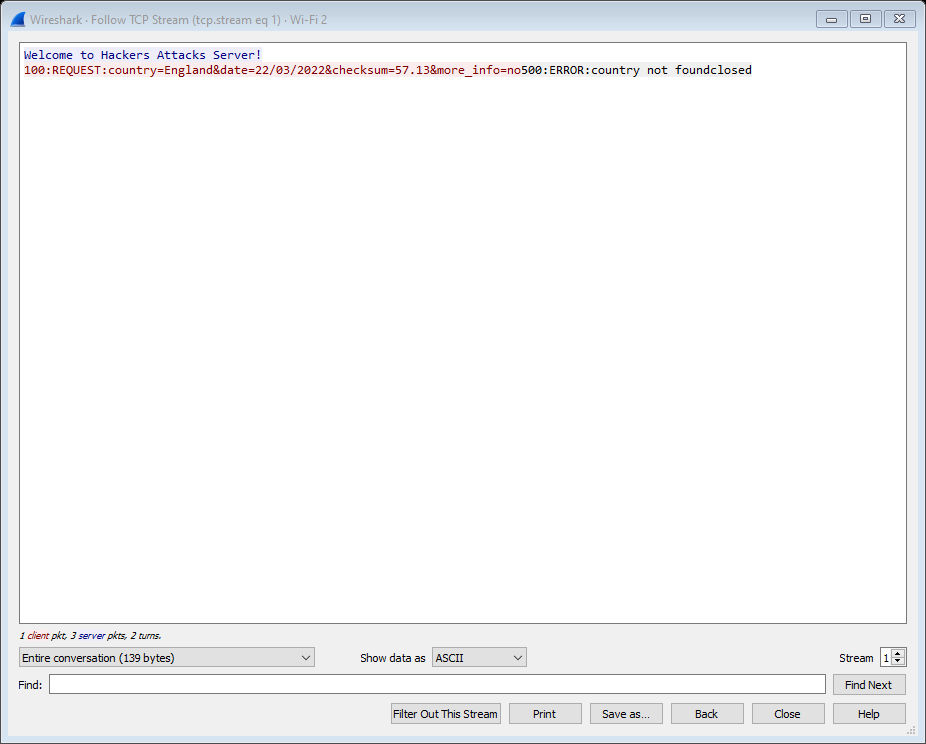 Wireshark · Follow TCP Stream (tcp.stream eq 1) · Wi-Fi 2
Welcome to Hackers Attacks Server!
100:REQUEST:country=England&date=22/03/2022&checksum=57.13&more_info=no500:ERROR:country not foundclosed
1 client pkt, 3 server pkts, 2 turns.
Entire conversation (139 bytes)
Show data as ASCII
Stream 1
Find:
Find Next
Filter Out This Stream
Print
Save as…
Back
Close
Help